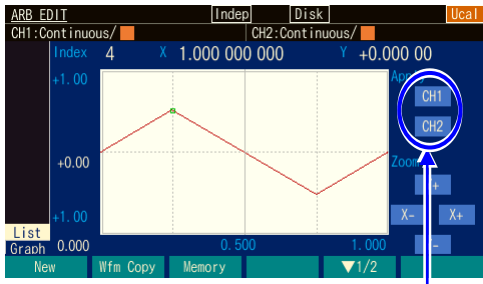 ARB EDIT Indep Disk Ucal
CH1:Continuous/ CH2:Continuous/
Index 4 X 1.000 000 000 Y +0.000 00
+1.00 Apply
CH1
CH2
+0.00 Zoom
+
+1.00 X- X+
List
Graph 0.000 0.500 1.000 -
New Wfm Copy Memory ▼1/2